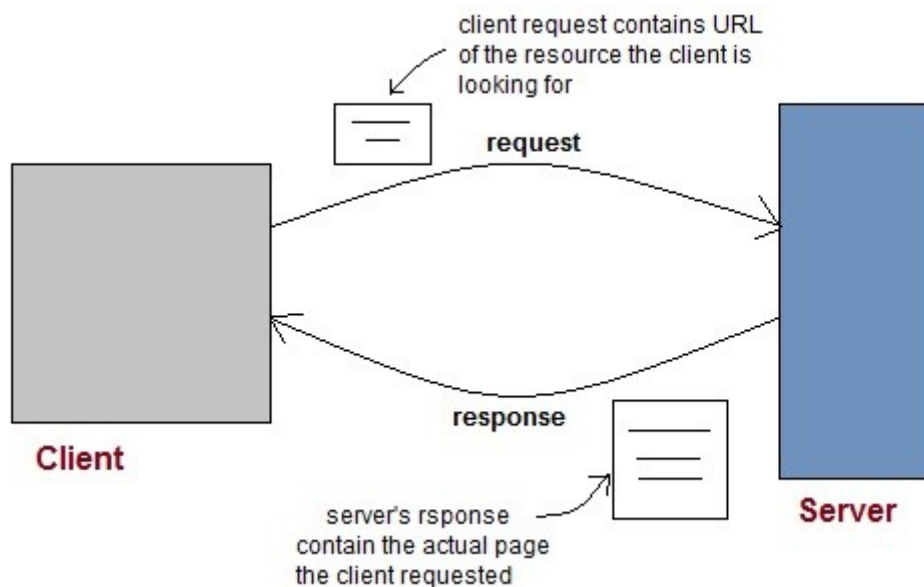 client request contains URL
of the resource the client is
looking for
request
response
Client
Server
server's rsponse
contain the actual page
the client requested